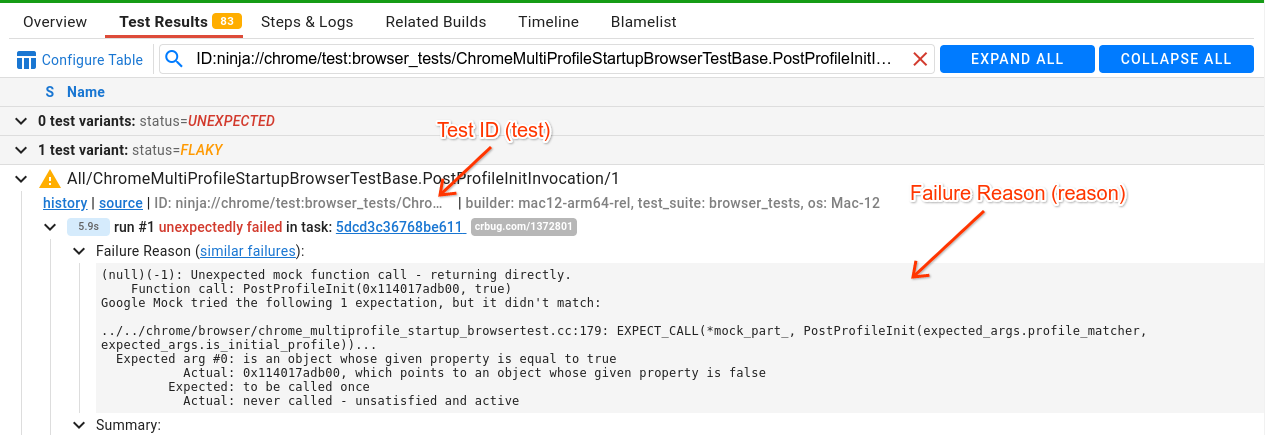 Overview Test Results 83 Steps & Logs Related Builds Timeline Blamelist
Configure Table ID:ninja://chrome/test:browser_tests/ChromeMultiProfileStartupBrowserTestBase.PostProfileInitI... EXPAND ALL COLLAPSE ALL
S Name
0 test variants: status=UNEXPECTED
Test ID (test)
1 test variant: status=FLAKY
All/ChromeMultiProfileStartupBrowserTestBase.PostProfileInitInvocation/1
Failure Reason (reason)
history | source | ID: ninja://chrome/test:browser_tests/Chro... | builder: mac12-arm64-rel, test_suite: browser_tests, os: Mac-12
5.9s run #1 unexpectedly failed in task: 5dcd3c36768be611 crbug.com/1372801
Failure Reason (similar failures):
(null)(-1): Unexpected mock function call - returning directly.
Function call: PostProfileInit(0x114017adb00, true)
Google Mock tried the following 1 expectation, but it didn't match:
../../chrome/browser/chrome_multiprofile_startup_browsertest.cc:179: EXPECT_CALL(*mock_part_, PostProfileInit(expected_args.profile_matcher,
expected_args.is_initial_profile))...
Expected arg #0: is an object whose given property is equal to true
Actual: 0x114017adb00, which points to an object whose given property is false
Expected: to be called once
Actual: never called - unsatisfied and active
Summary: